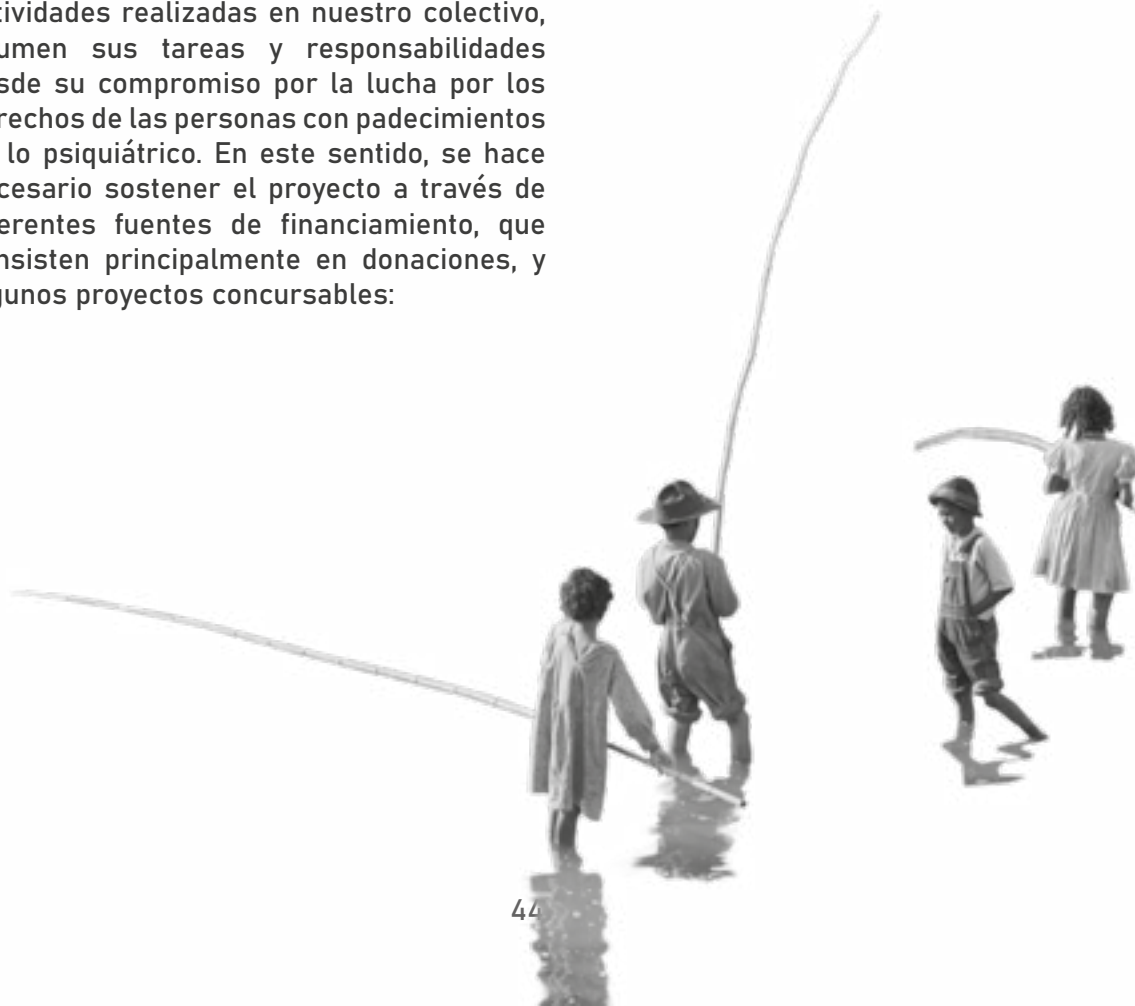 tividades realizadas en nuestro colectivo,
umen sus tareas y responsabilidades
sde su compromiso por la lucha por los
rechos de las personas con padecimientos
lo psiquiátrico. En este sentido, se hace
cesario sostener el proyecto a través de
erentes fuentes de financiamiento, que
nsisten principalmente en donaciones, y
gunos proyectos concursables:
44